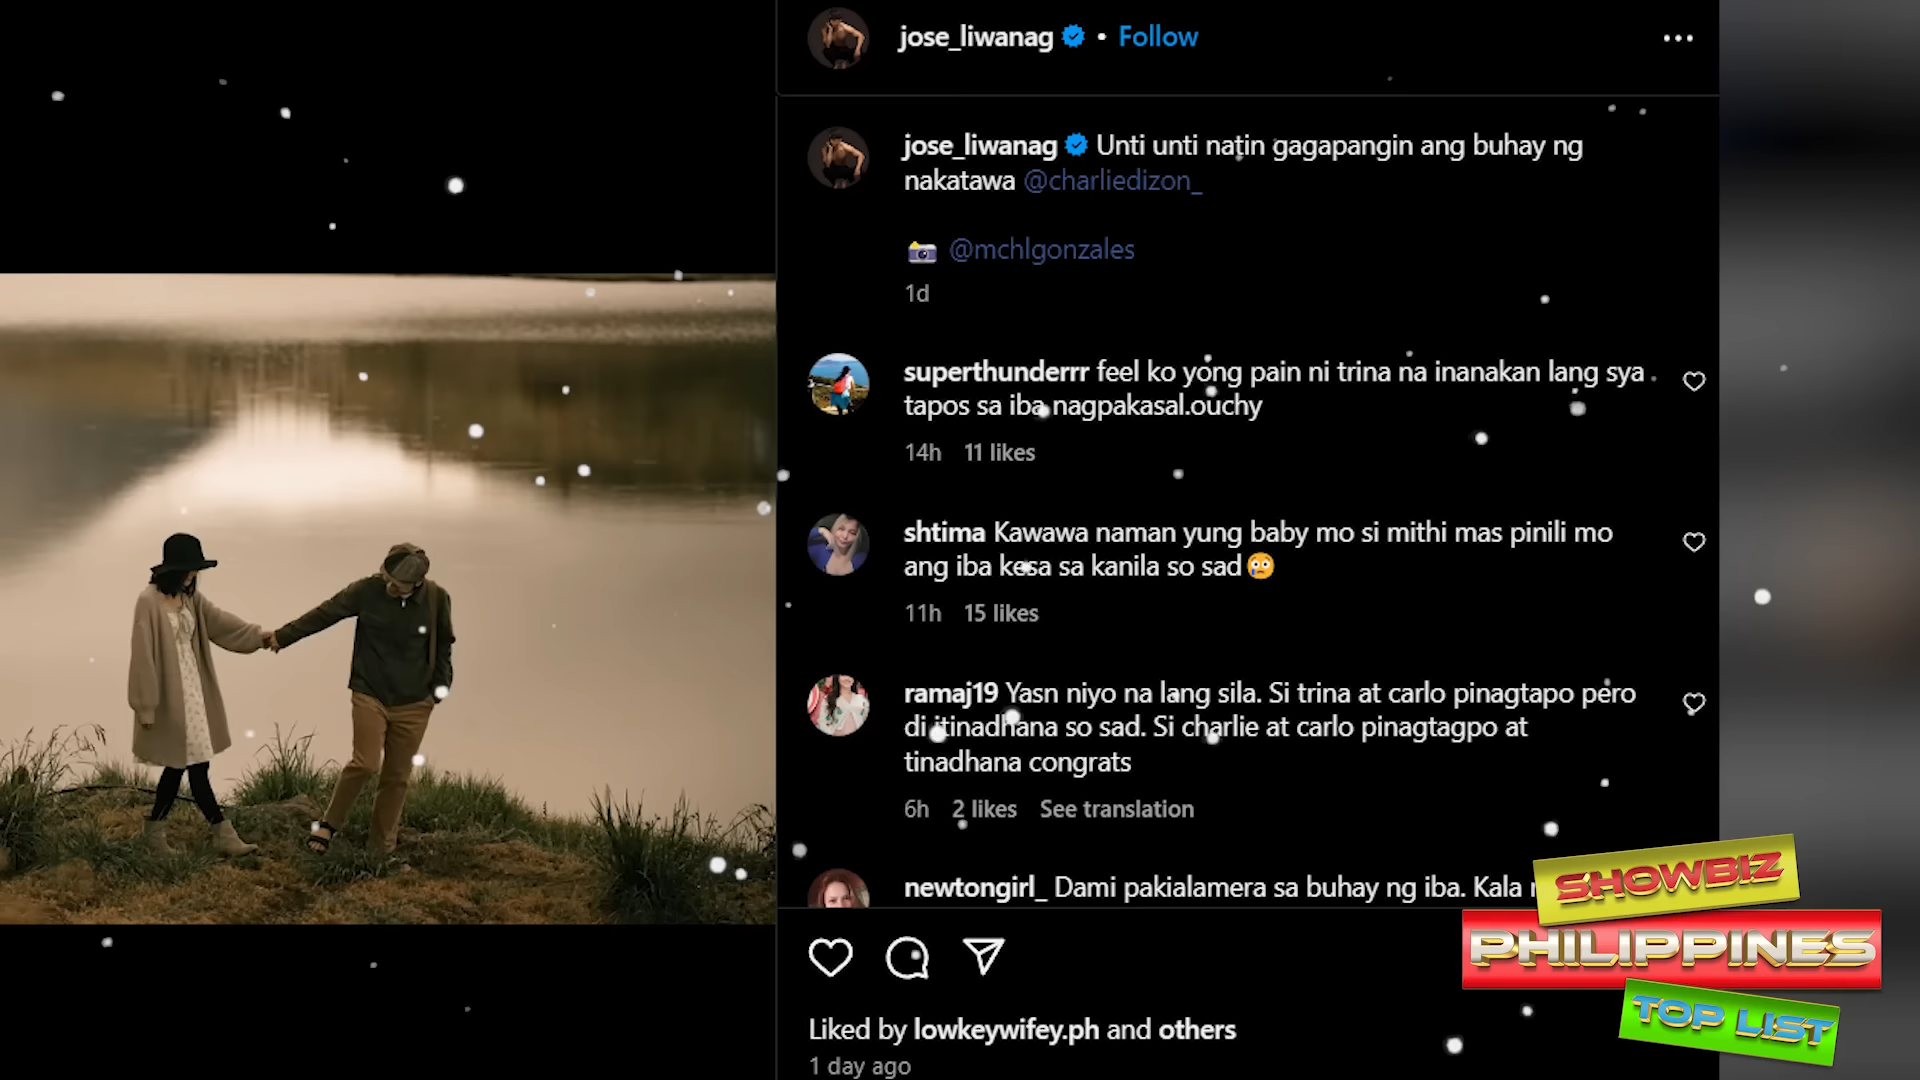 jose_liwanag • Follow
jose_liwanag Unti unti natin gagapangin ang buhay ng
nakatawa @charliedizon_
@mchlgonzales
1d
superthunderrr feel ko yong pain ni trina na inanakan lang sya
tapos sa iba nagpakasal.ouchy
14h 11 likes
shtima Kawawa naman yung baby mo si mithi mas pinili mo
ang iba kesa sa kanila so sad
11h 15 likes
ramaj19 Yasn niyo na lang sila. Si trina at carlo pinagtapo pero
di itinadhana so sad. Si charlie at carlo pinagtagpo at
tinadhana congrats
6h 2 likes See translation
newtongirl_ Dami pakialamera sa buhay ng iba. Kala
Liked by lowkeywifey.ph and others
1 day ago
SHOWBIZ
PHILIPPINES
TOP LIST